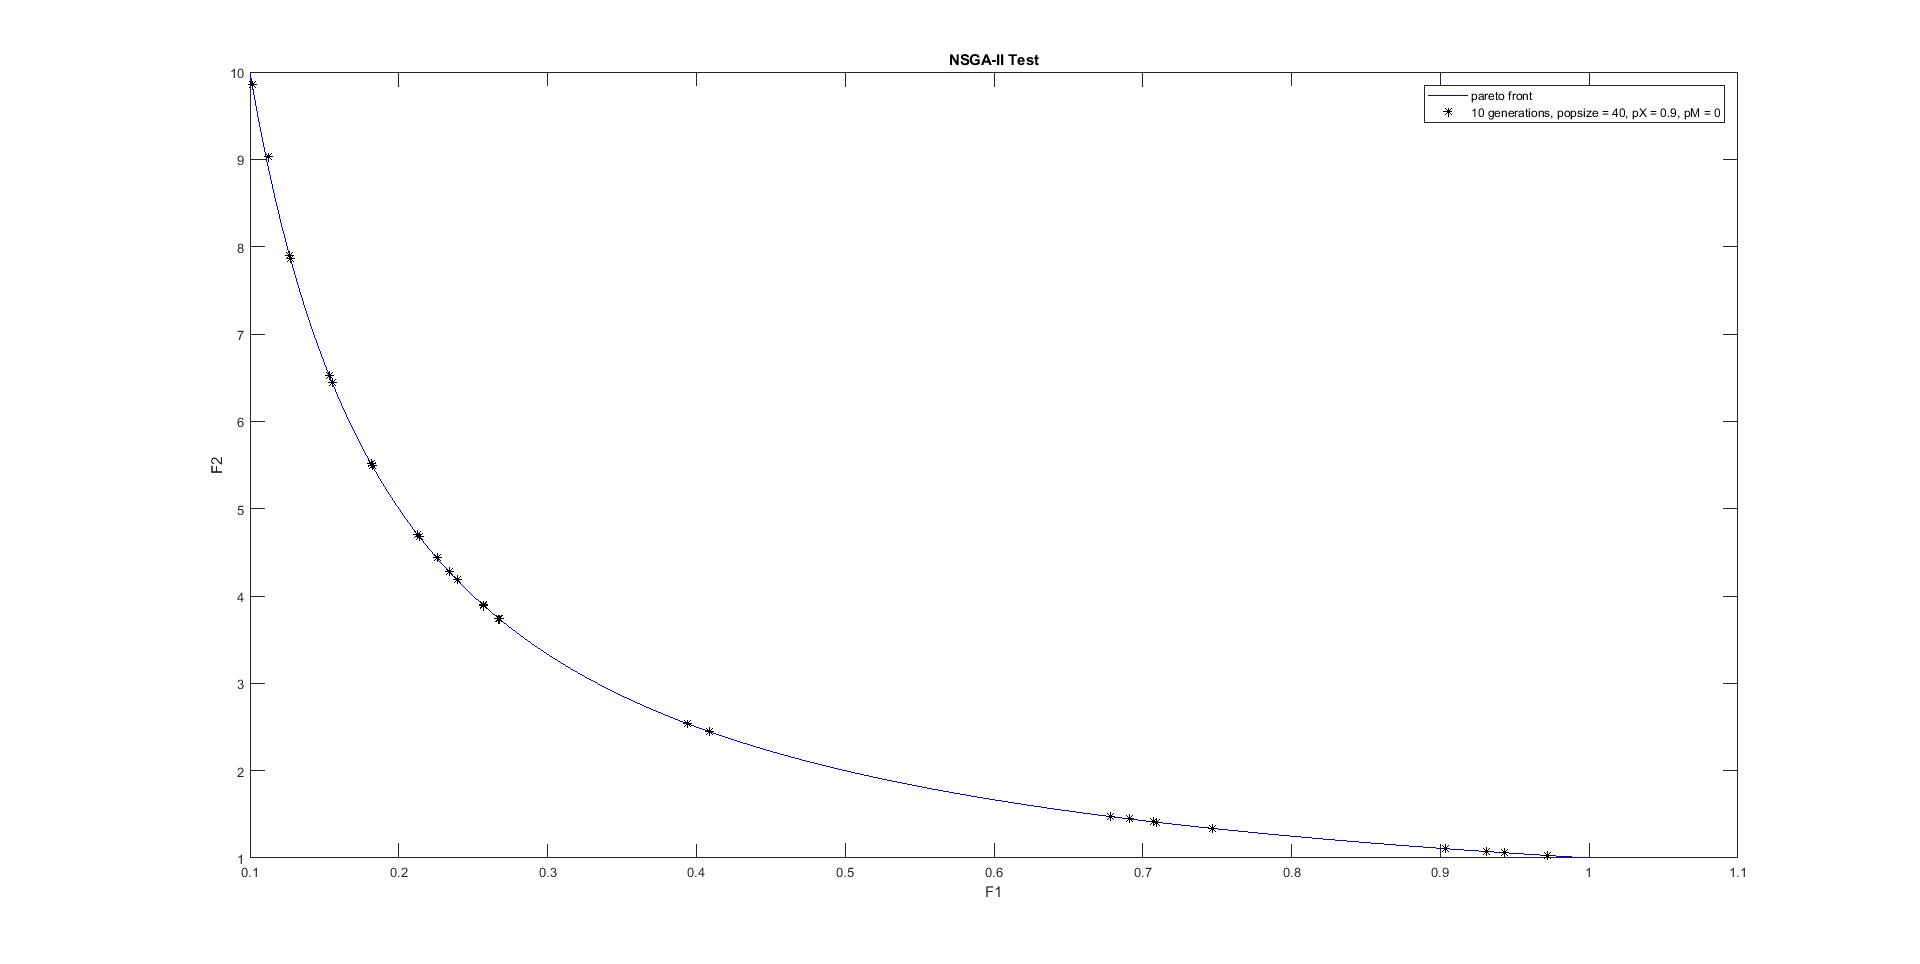 NSGA-II Test
pareto front
10 generations, popsize = 40, pX = 0.9, pM = 0
10
9
8
7
6
5
4
3
2
1
F2
0.1 0.2 0.3 0.4 0.5 0.6 0.7 0.8 0.9 1 1.1
F1